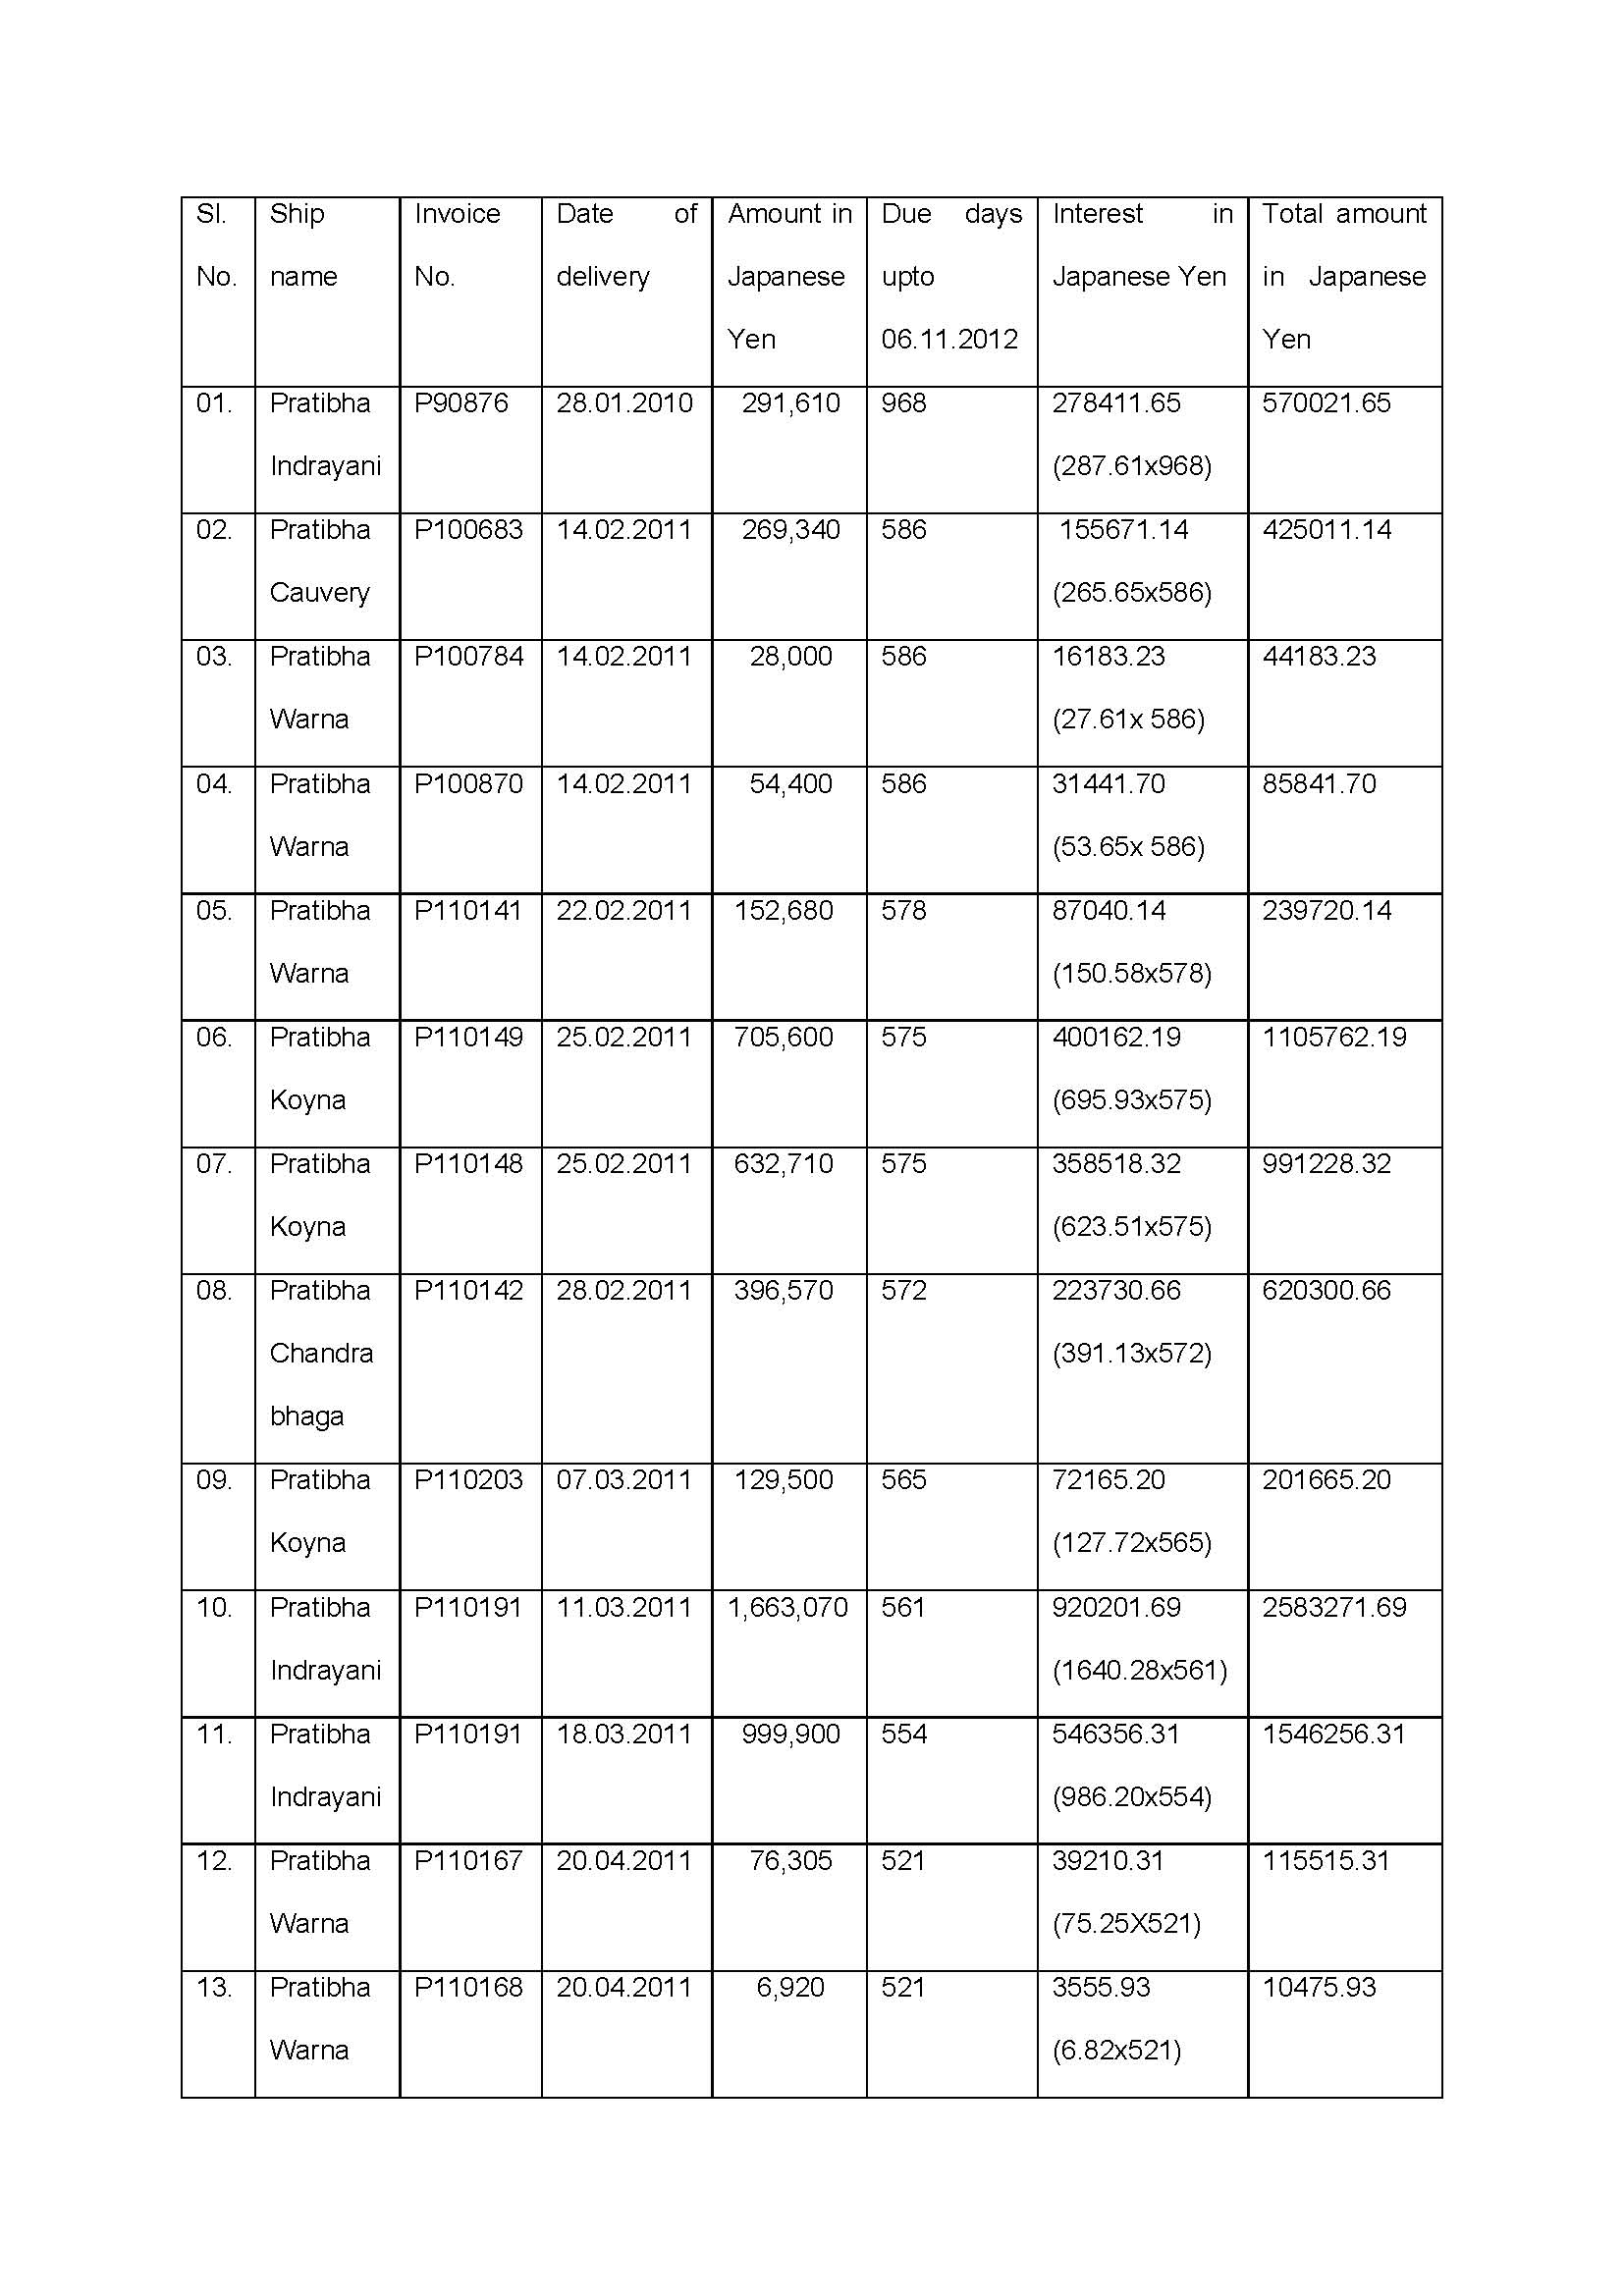 Sl. No. Ship name Invoice No. Date of delivery Amount in Japanese Yen Due days upto 06.11.2012 Interest in Japanese Yen Total amount in Japanese Yen
01. Pratibha P90876 28.01.2010 291,610 968 278411.65 570021.65
Indrayani (287.61x968)
02. Pratibha P100683 14.02.2011 269,340 586 155671.14 425011.14
Cauvery (265.65x586)
03. Pratibha P100784 14.02.2011 28,000 586 16183.23 44183.23
Warna (27.61x 586)
04. Pratibha P100870 14.02.2011 54,400 586 31441.70 85841.70
Warna (53.65x 586)
05. Pratibha P110141 22.02.2011 152,680 578 87040.14 239720.14
Warna (150.58x578)
06. Pratibha P110149 25.02.2011 705,600 575 400162.19 1105762.19
Koyna (695.93x575)
07. Pratibha P110148 25.02.2011 632,710 575 358518.32 991228.32
Koyna (623.51x575)
08. Pratibha P110142 28.02.2011 396,570 572 223730.66 620300.66
Chandra (391.13x572)
bhaga
09. Pratibha P110203 07.03.2011 129,500 565 72165.20 201665.20
Koyna (127.72x565)
10. Pratibha P110191 11.03.2011 1,663,070 561 920201.69 2583271.69
Indrayani (1640.28x561)
11. Pratibha P110191 18.03.2011 999,900 554 546356.31 1546256.31
Indrayani (986.20x554)
12. Pratibha P110167 20.04.2011 76,305 521 39210.31 115515.31
Warna (75.25X521)
13. Pratibha P110168 20.04.2011 6,920 521 3555.93 10475.93
Warna (6.82x521)